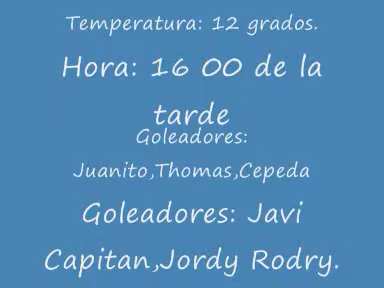 Temperatura: 12 grados.
Hora: 16 00 de la
tarde
Goleadores:
Juanito,Thomas,Cepeda
Goleadores: Javi
Capitan,Jordy Rodry.